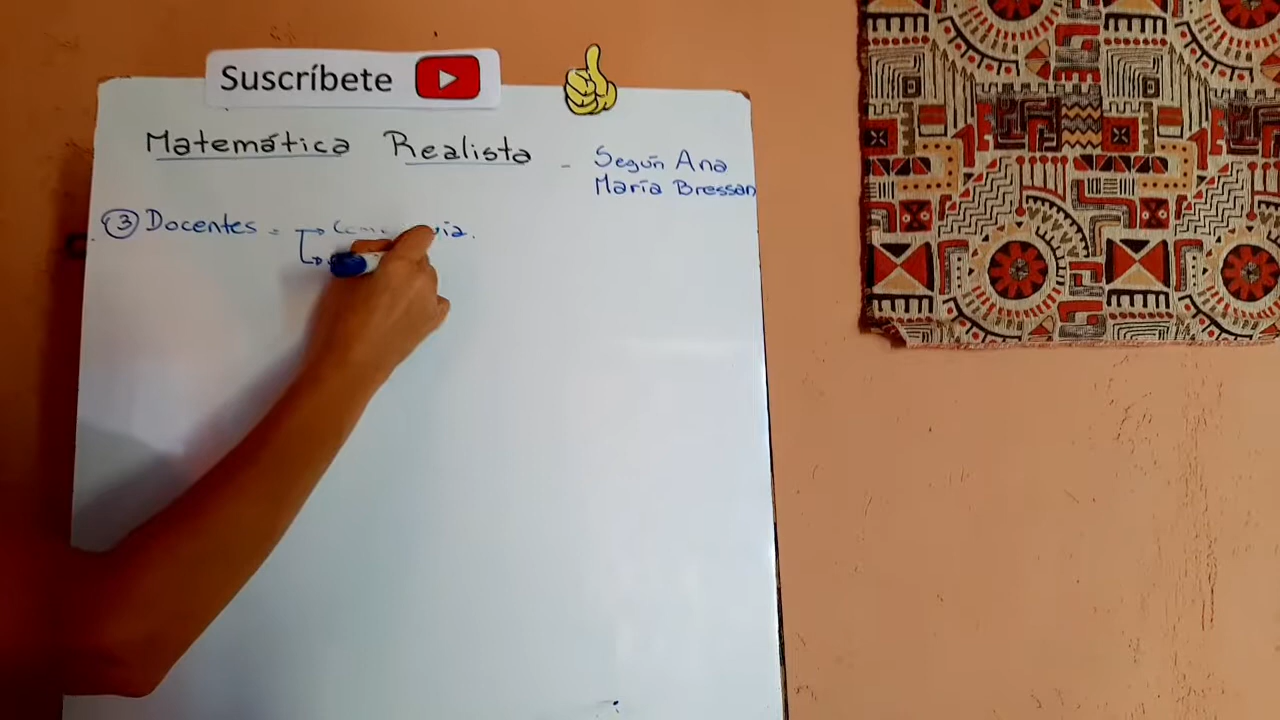 Suscríbete
Matemática Realista - Según Ana
María Bressan
③ Docentes =